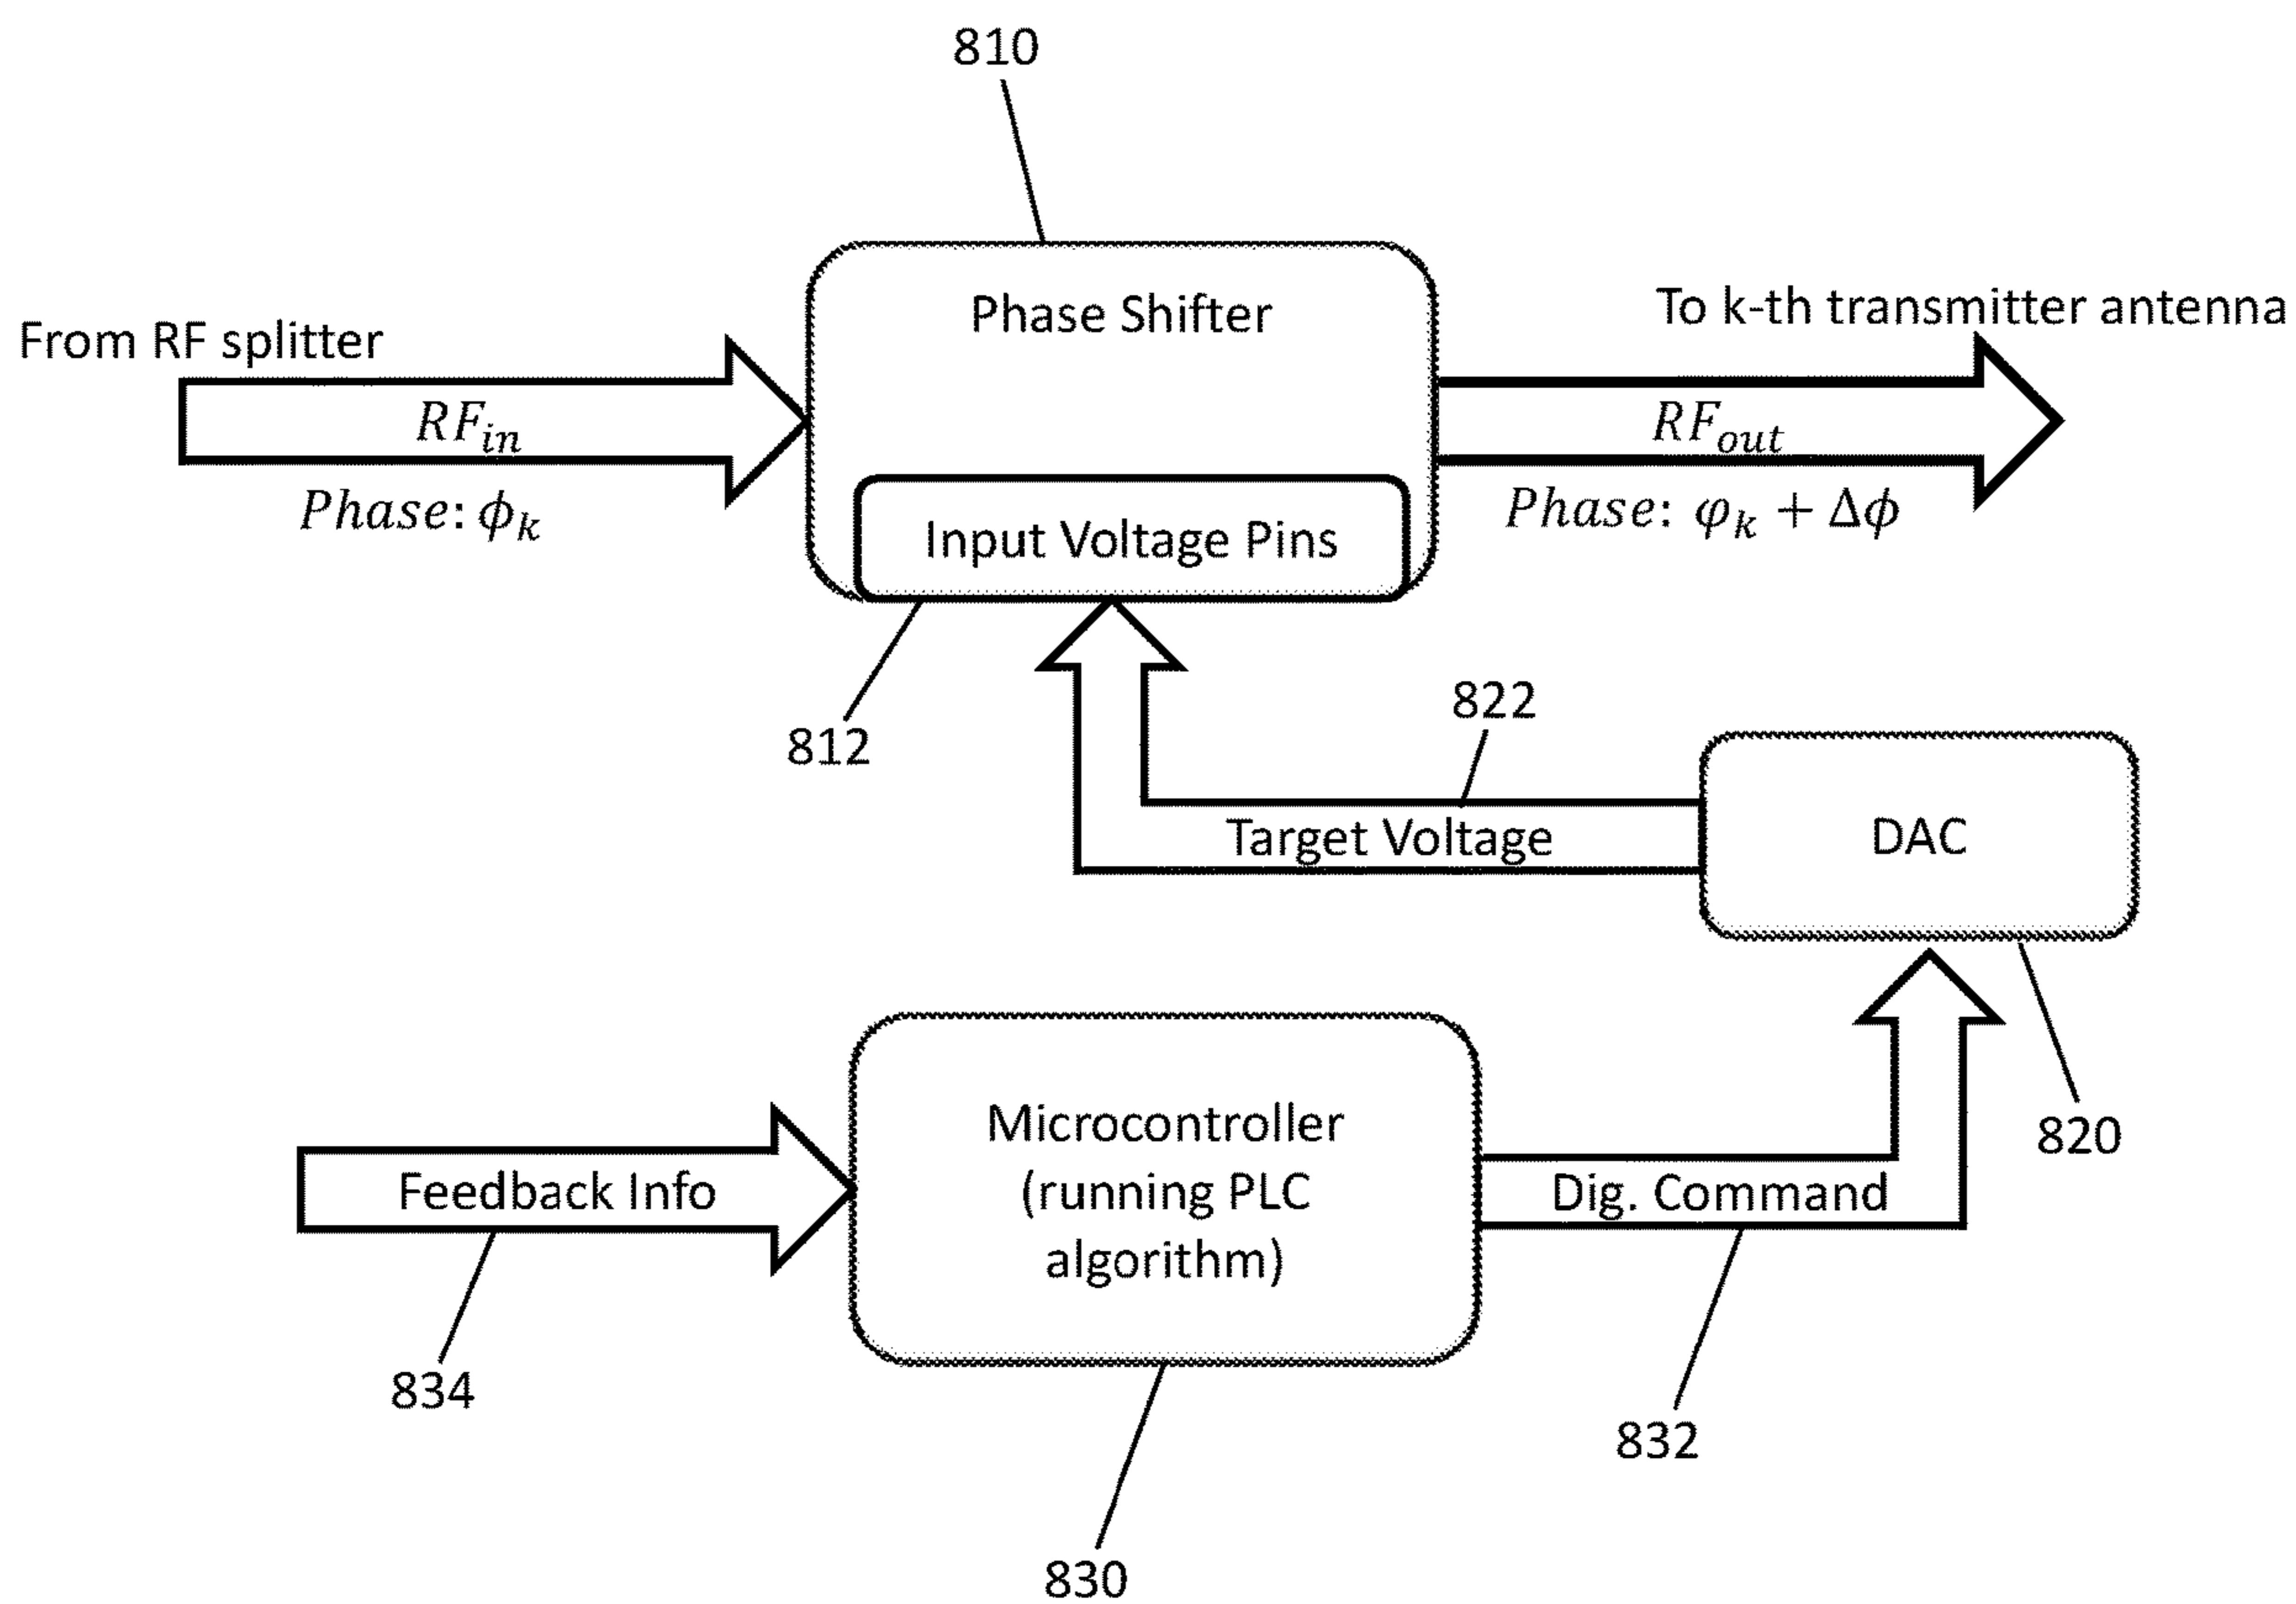 810
Phase Shifter
To k-th transmitter antenna
From RF splitter
RF_in
RF_out
Phase: ϕ_k
Phase: φ_k + Δϕ
Input Voltage Pins
812
822
Target Voltage
DAC
820
Microcontroller
(running PLC
algorithm)
Feedback Info
Dig. Command
834
832
830